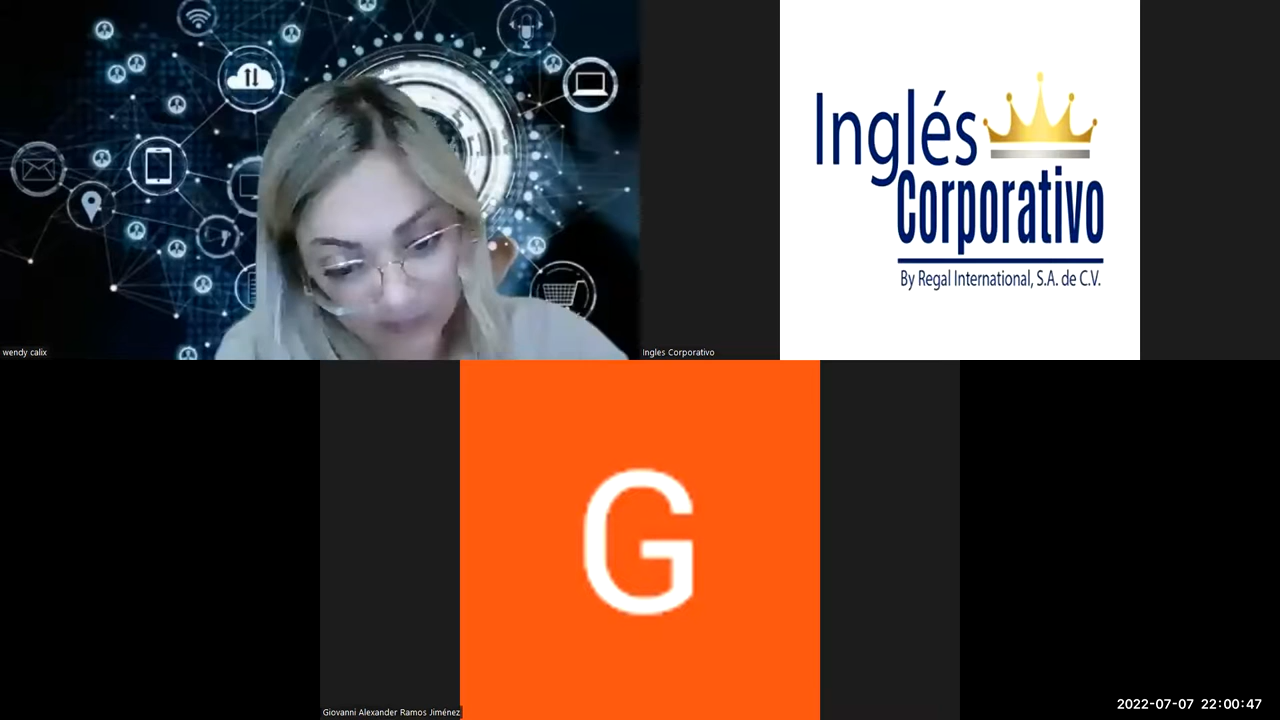 Inglés
Corporativo
By Regal International, S.A. de C.V.
wendy calix
Ingles Corporativo
G
Giovanni Alexander Ramos Jiménez
2022-07-07 22:00:47